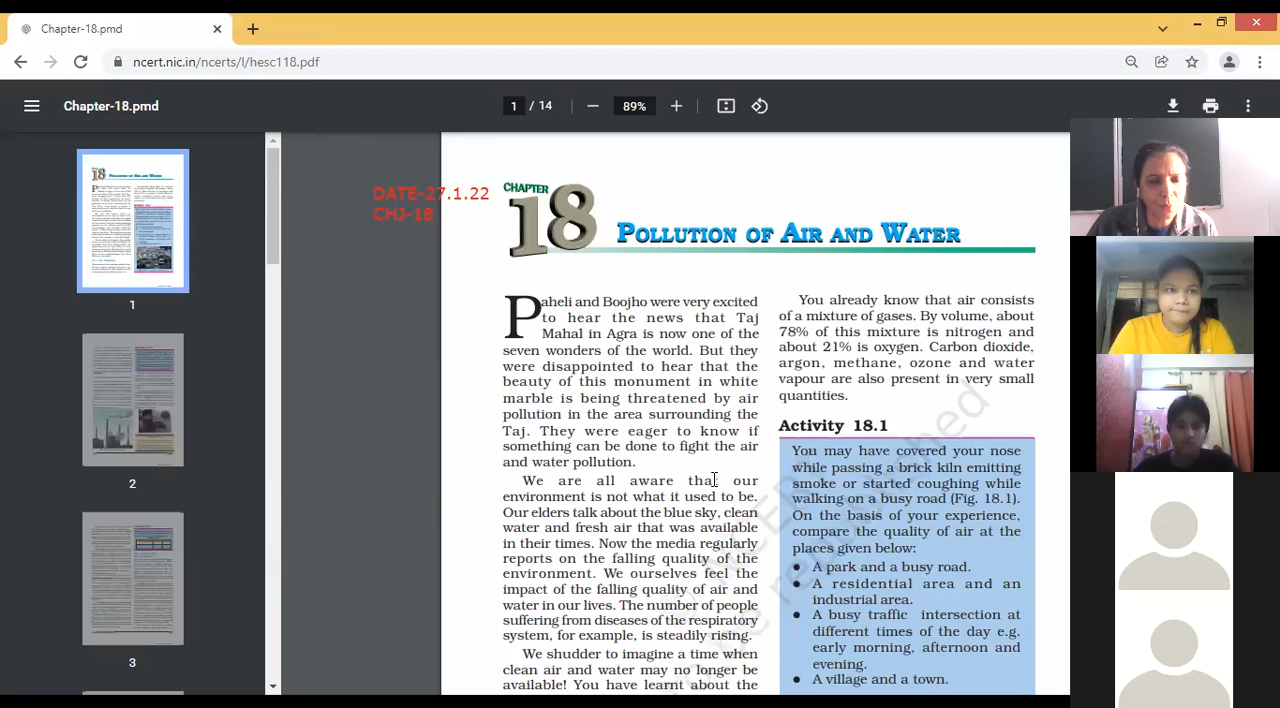 Chapter-18.pmd
ncert.nic.in/ncerts/l/hesc118.pdf
Chapter-18.pmd
1 / 14
89%
DATE-27.1.22
CHJ-18
CHAPTER
18
POLLUTION OF AIR AND WATER
Paheli and Boojho were very excited
to hear the news that Taj
Mahal in Agra is now one of the
seven wonders of the world. But they
were disappointed to hear that the
beauty of this monument in white
marble is being threatened by air
pollution in the area surrounding the
Taj. They were eager to know if
something can be done to fight the air
and water pollution.
We are all aware that our
environment is not what it used to be.
Our elders talk about the blue sky, clean
water and fresh air that was available
in their times. Now the media regularly
reports on the falling quality of the
environment. We ourselves feel the
impact of the falling quality of air and
water in our lives. The number of people
suffering from diseases of the respiratory
system, for example, is steadily rising.
We shudder to imagine a time when
clean air and water may no longer be
available! You have learnt about the
You already know that air consists
of a mixture of gases. By volume, about
78% of this mixture is nitrogen and
about 21% is oxygen. Carbon dioxide,
argon, methane, ozone and water
vapour are also present in very small
quantities.
Activity 18.1
You may have covered your nose
while passing a brick kiln emitting
smoke or started coughing while
walking on a busy road (Fig. 18.1).
On the basis of your experience,
compare the quality of air at the
places given below:
● A park and a busy road.
● A residential area and an
industrial area.
● A busy traffic intersection at
different times of the day e.g.
early morning, afternoon and
evening.
● A village and a town.
1
2
3